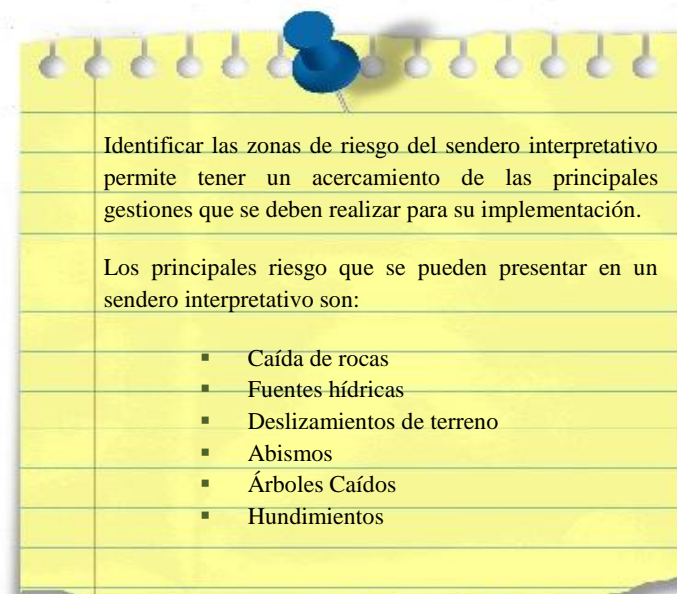 Identificar las zonas de riesgo del sendero interpretativo
permite tener un acercamiento de las principales
gestiones que se deben realizar para su implementación.
Los principales riesgo que se pueden presentar en un
sendero interpretativo son:
▪ Caída de rocas
▪ Fuentes hídricas
▪ Deslizamientos de terreno
▪ Abismos
▪ Árboles Caídos
▪ Hundimientos